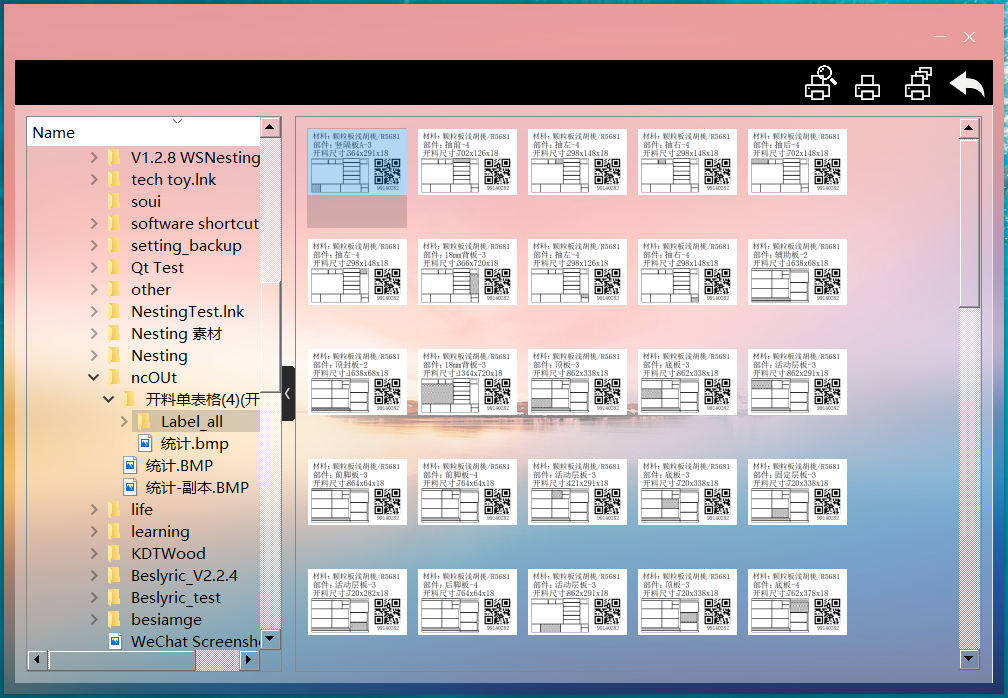 Name
V1.2.8 WSNesting
tech toy.lnk
soui
software shortcut
setting_backup
Qt Test
other
NestingTest.lnk
Nesting 素材
Nesting
ncOUt
开料单表格(4)(开
Label_all
统计.bmp
统计.BMP
统计-副本.BMP
life
learning
KDTWood
Beslyric_V2.2.4
Beslyric_test
besiamge
WeChat Screensh
材料：颗粒板浅胡桃/R5681
部件：竖隔板A-3
开料尺寸:364x291x18
99140282
材料：颗粒板浅胡桃/R5681
部件：抽前-4
开料尺寸:702x126x18
99140282
材料：颗粒板浅胡桃/R5681
部件：抽左-4
开料尺寸:298x148x18
99140282
材料：颗粒板浅胡桃/R5681
部件：抽右-4
开料尺寸:298x148x18
99140282
材料：颗粒板浅胡桃/R5681
部件：抽后-4
开料尺寸:702x148x18
99140282
材料：颗粒板浅胡桃/R5681
部件：抽左-4
开料尺寸:298x148x18
99140282
材料：颗粒板浅胡桃/R5681
部件：18mm背板-3
开料尺寸:366x720x18
99140282
材料：颗粒板浅胡桃/R5681
部件：抽左-4
开料尺寸:298x126x18
99140282
材料：颗粒板浅胡桃/R5681
部件：抽右-4
开料尺寸:298x148x18
99140282
材料：颗粒板浅胡桃/R5681
部件：辅助板-2
开料尺寸:1638x68x18
99140282
材料：颗粒板浅胡桃/R5681
部件：顶封板-2
开料尺寸:1638x68x18
99140282
材料：颗粒板浅胡桃/R5681
部件：18mm背板-3
开料尺寸:1344x720x18
99140282
材料：颗粒板浅胡桃/R5681
部件：顶板-3
开料尺寸:862x338x18
99140282
材料：颗粒板浅胡桃/R5681
部件：底板-3
开料尺寸:862x338x18
99140282
材料：颗粒板浅胡桃/R5681
部件：活动层板-3
开料尺寸:862x291x18
99140282
材料：颗粒板浅胡桃/R5681
部件：前脚板-3
开料尺寸:864x64x18
99140282
材料：颗粒板浅胡桃/R5681
部件：前脚板-4
开料尺寸:764x64x18
99140282
材料：颗粒板浅胡桃/R5681
部件：活动层板-3
开料尺寸:421x291x18
99140282
材料：颗粒板浅胡桃/R5681
部件：底板-3
开料尺寸:720x338x18
99140282
材料：颗粒板浅胡桃/R5681
部件：固定层板-3
开料尺寸:720x338x18
99140282
材料：颗粒板浅胡桃/R5681
部件：活动层板-3
开料尺寸:720x282x18
99140282
材料：颗粒板浅胡桃/R5681
部件：后脚板-4
开料尺寸:764x64x18
99140282
材料：颗粒板浅胡桃/R5681
部件：活动层板-3
开料尺寸:862x291x18
99140282
材料：颗粒板浅胡桃/R5681
部件：顶板-3
开料尺寸:720x338x18
99140282
材料：颗粒板浅胡桃/R5681
部件：底板-4
开料尺寸:762x378x18
99140282